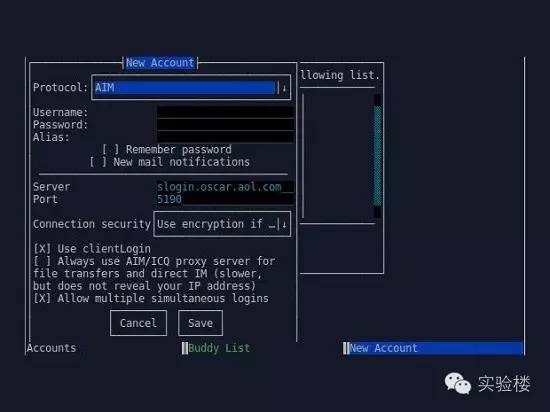 New Account
Protocol: AIM ↓ llowing list.
Username:
Password:
Alias:
[ ] Remember password
[ ] New mail notifications
Server slogin.oscar.aol.com
Port 5190
Connection security Use encryption if …↓
[X] Use clientLogin
[ ] Always use AIM/ICQ proxy server for
file transfers and direct IM (slower,
but does not reveal your IP address)
[X] Allow multiple simultaneous logins
Cancel Save
Accounts Buddy List New Account
实验楼